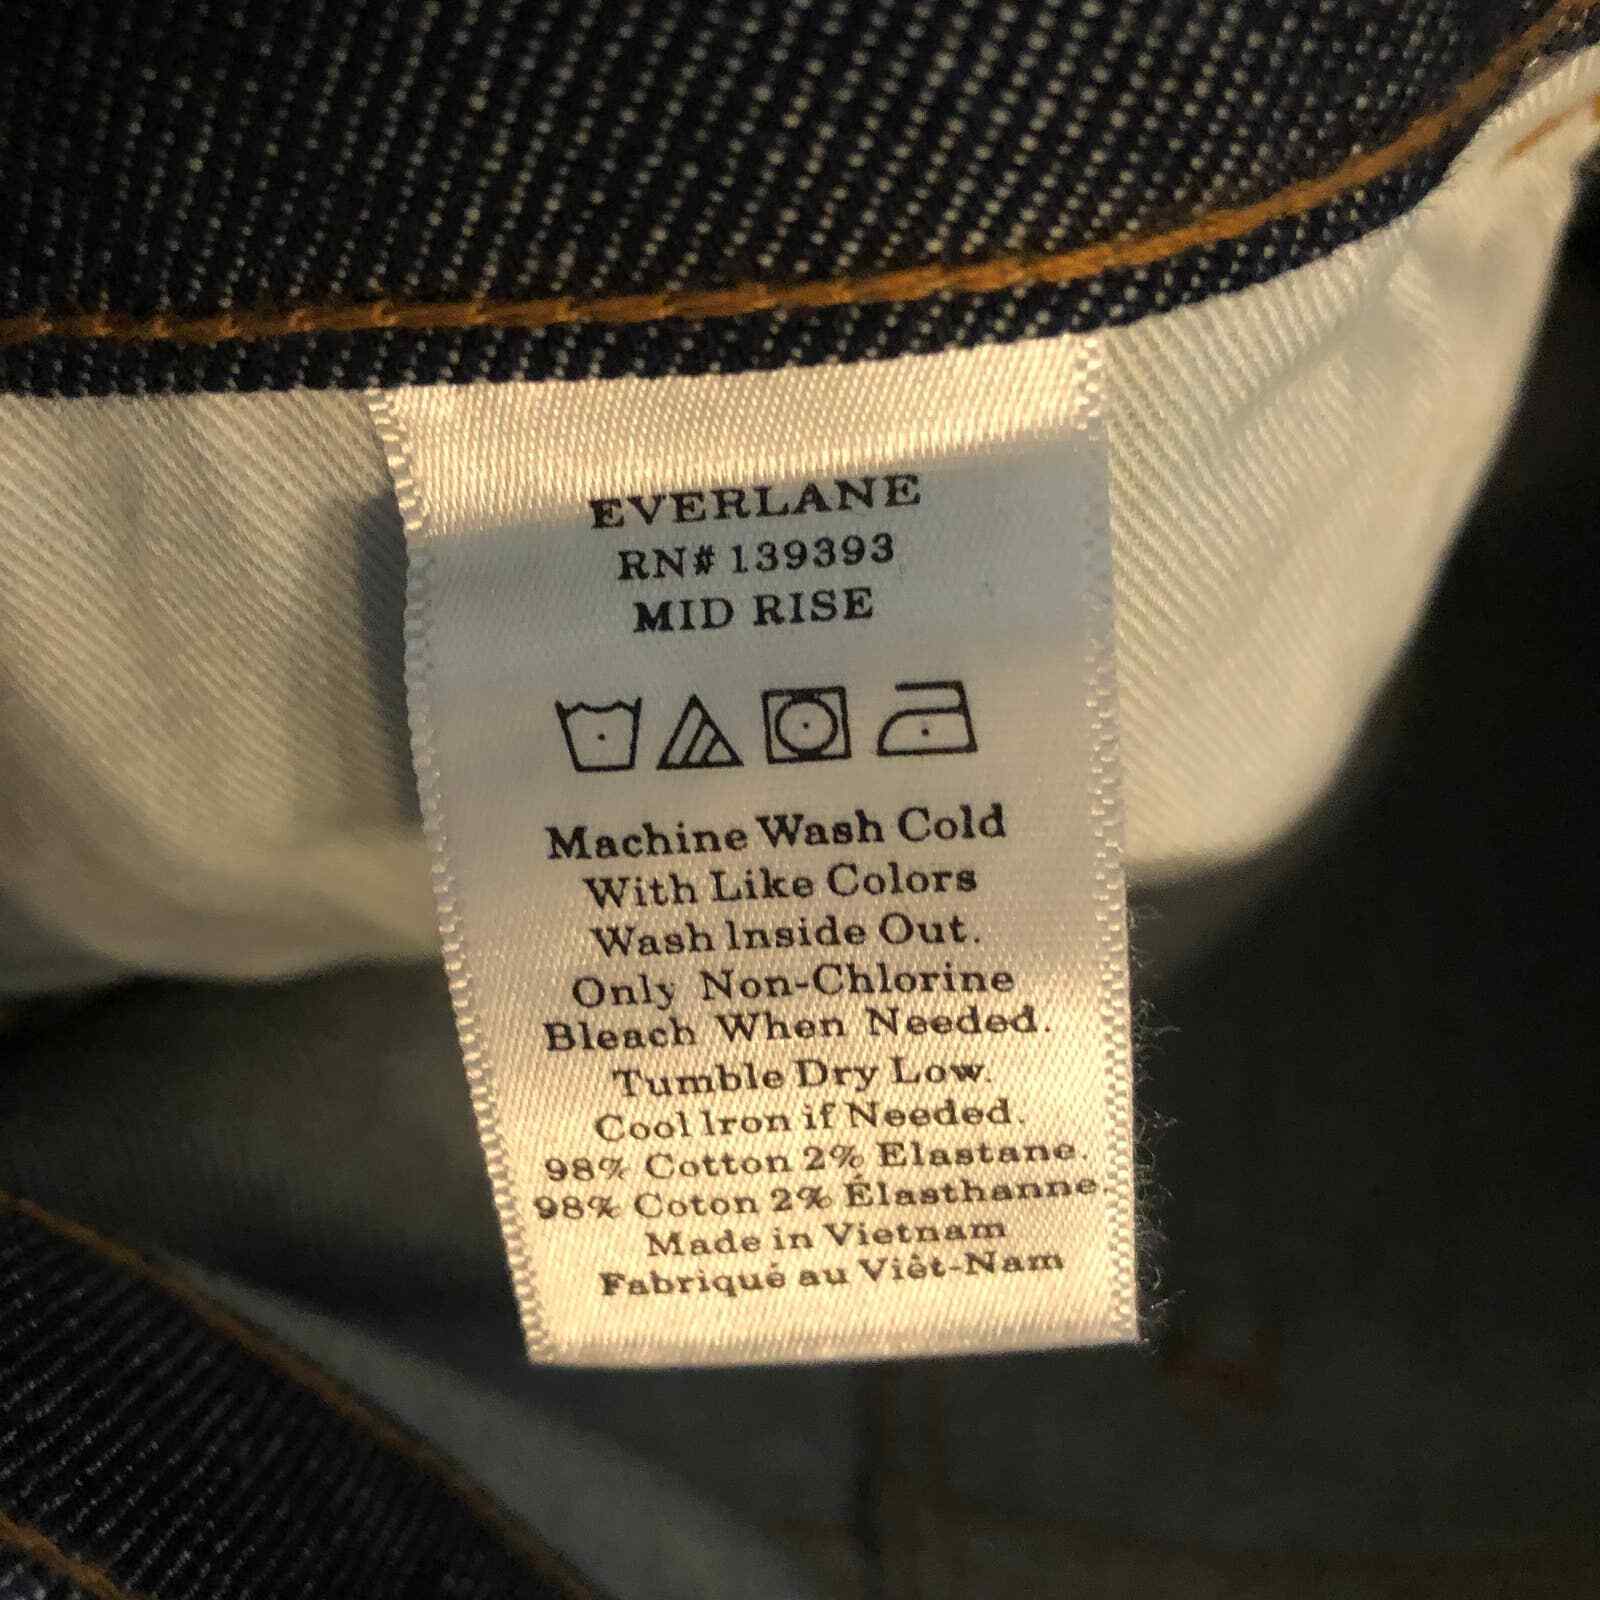 EVERLANE
RN# 139393
MID RISE
Machine Wash Cold
With Like Colors
Wash Inside Out.
Only Non-Chlorine
Bleach When Needed.
Tumble Dry Low.
Cool Iron if Needed.
98% Cotton 2% Elastane.
98% Coton 2% Élasthanne.
Made in Vietnam
Fabriqué au Viêt-Nam